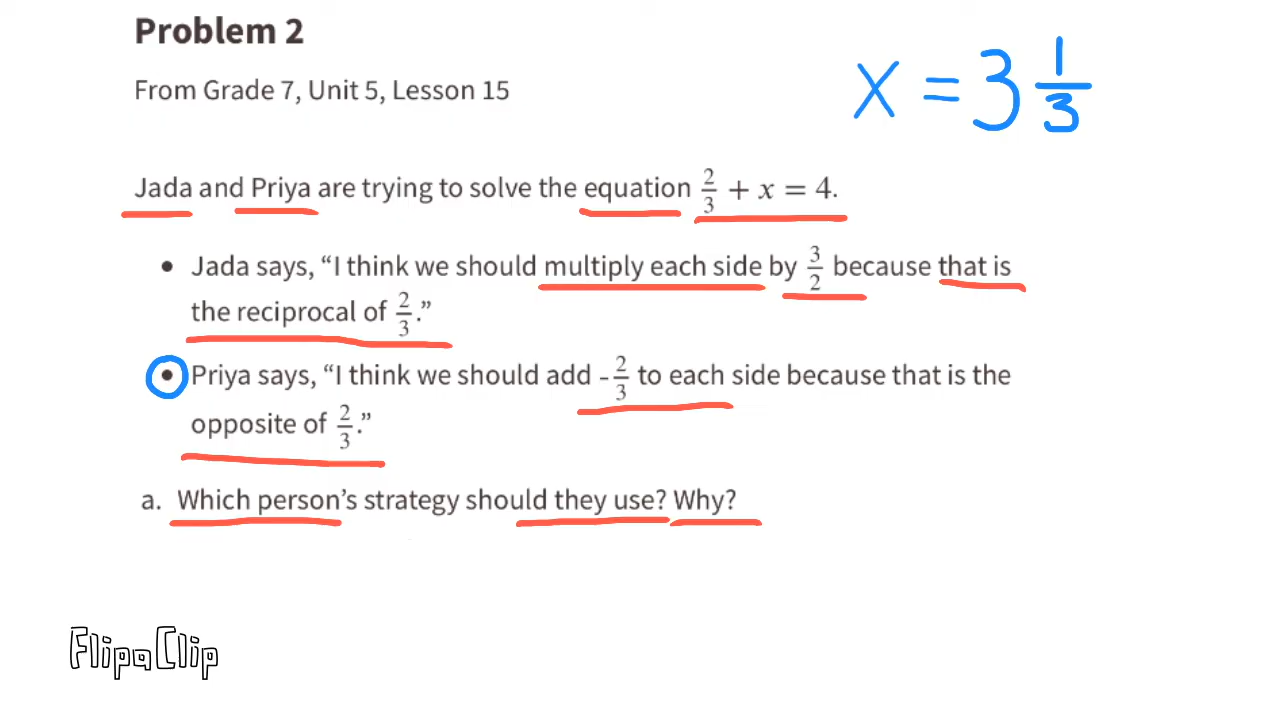 Problem 2
From Grade 7, Unit 5, Lesson 15
x = 3 1/3
Jada and Priya are trying to solve the equation 2/3 + x = 4.
• Jada says, “I think we should multiply each side by 3/2 because that is
the reciprocal of 2/3.”
• Priya says, “I think we should add -2/3 to each side because that is the
opposite of 2/3.”
a. Which person’s strategy should they use? Why?
FlipaClip